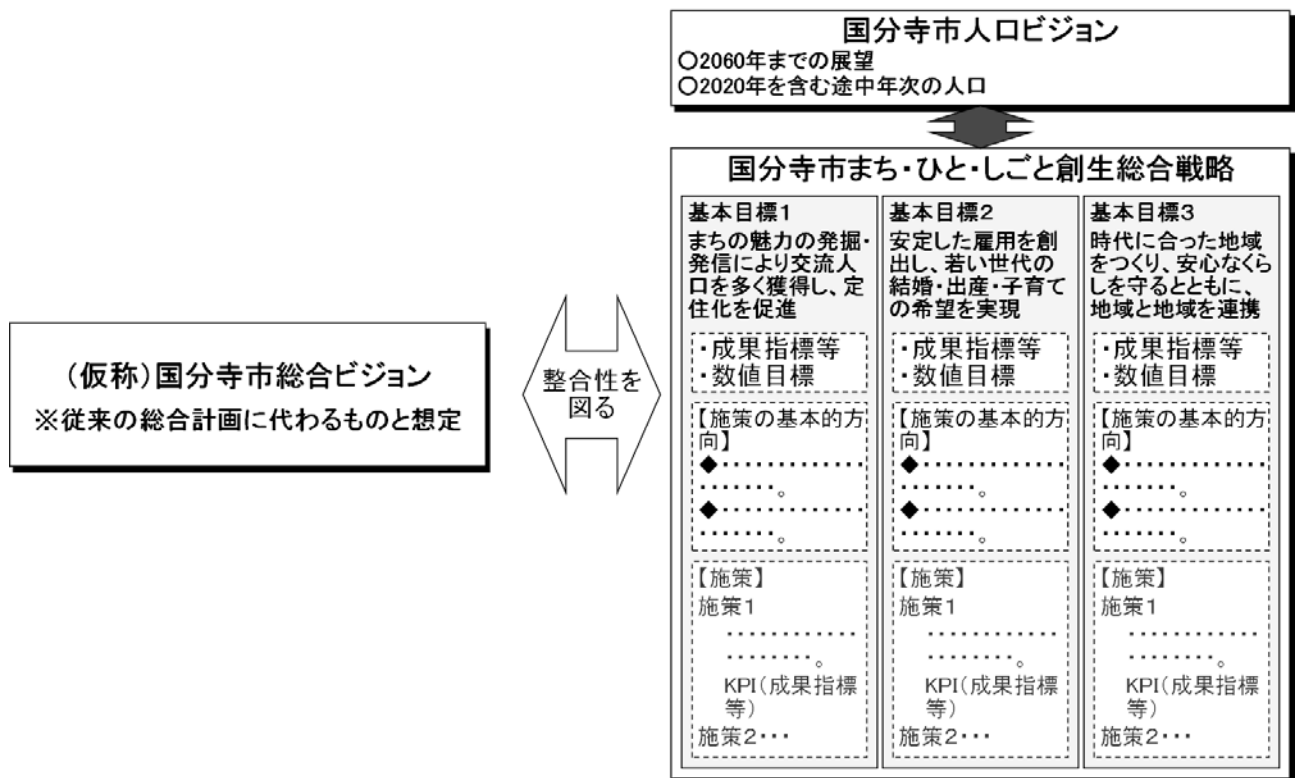 国分寺市人口ビジョン
○2060年までの展望
○2020年を含む途中年次の人口
(仮称)国分寺市総合ビジョン
※従来の総合計画に代わるものと想定
整合性を
図る
国分寺市まち・ひと・しごと創生総合戦略
基本目標1
まちの魅力の発掘・
発信により交流人
口を多く獲得し、定
住化を促進
・成果指標等
・数値目標
【施策の基本的方
向】
◆・・・・・・・・・・・・・
・・・・・・・。
◆・・・・・・・・・・・・・
・・・・・・・。
【施策】
施策1
・・・・・・・・・・・・
・・・・・・・・。
KPI(成果指標
等)
施策2・・・
基本目標2
安定した雇用を創
出し、若い世代の
結婚・出産・子育て
の希望を実現
・成果指標等
・数値目標
【施策の基本的方
向】
◆・・・・・・・・・・・・・
・・・・・・・。
◆・・・・・・・・・・・・・
・・・・・・・。
【施策】
施策1
・・・・・・・・・・・・
・・・・・・・・。
KPI(成果指標
等)
施策2・・・
基本目標3
時代に合った地域
をつくり、安心なくら
しを守るとともに、
地域と地域を連携
・成果指標等
・数値目標
【施策の基本的方
向】
◆・・・・・・・・・・・・・
・・・・・・・。
◆・・・・・・・・・・・・・
・・・・・・・。
【施策】
施策1
・・・・・・・・・・・・
・・・・・・・・。
KPI(成果指標
等)
施策2・・・